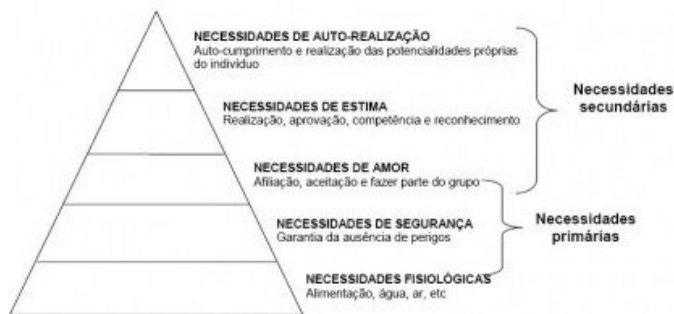 NECESSIDADES DE AUTO-REALIZAÇÃO
Auto-cumprimento e realização das potencialidades próprias
do indivíduo
Necessidades
secundárias
NECESSIDADES DE ESTIMA
Realização, aprovação, competência e reconhecimento
NECESSIDADES DE AMOR
Afiliação, aceitação e fazer parte do grupo
NECESSIDADES DE SEGURANÇA
Garantia da ausência de perigos
Necessidades
primárias
NECESSIDADES FISIOLÓGICAS
Alimentação, água, ar, etc